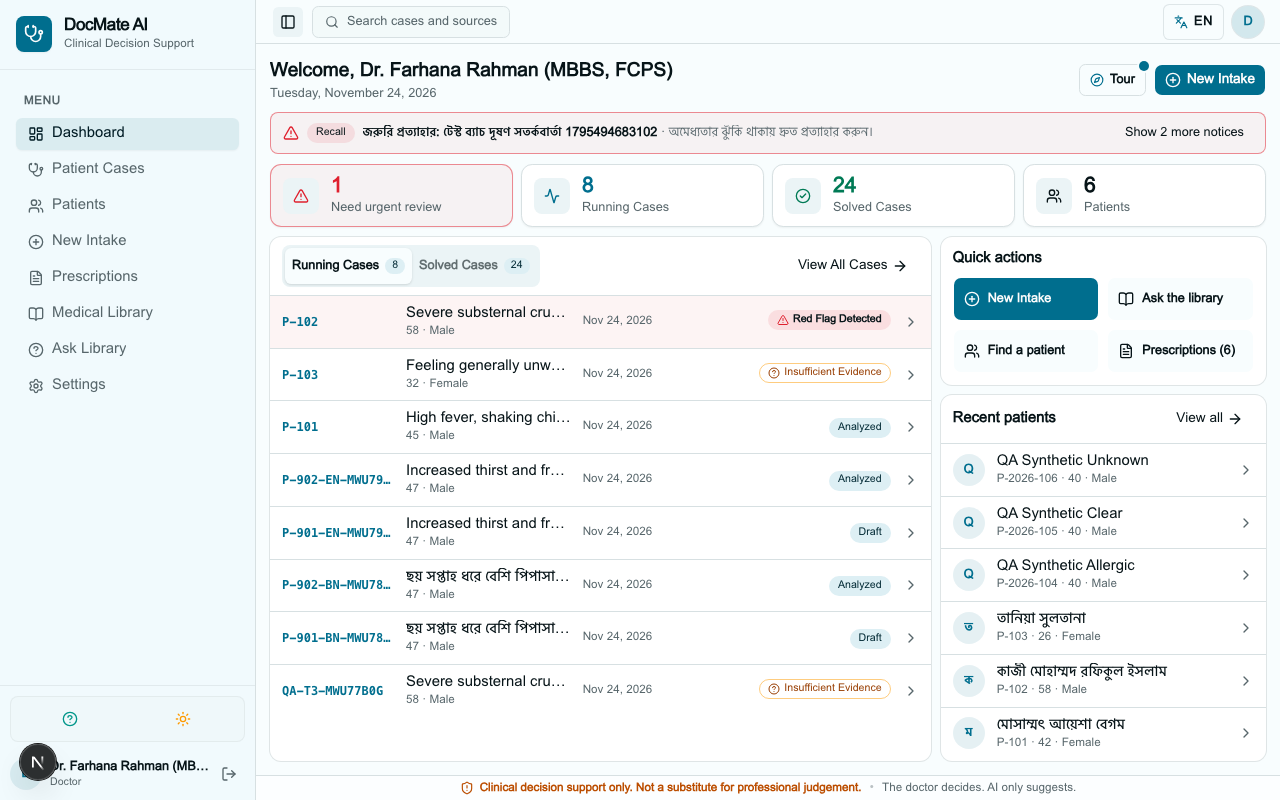 DocMate AI
Clinical Decision Support
MENU
Dashboard
Patient Cases
Patients
New Intake
Prescriptions
Medical Library
Ask Library
Settings
N
Dr. Farhana Rahman (MB...
Doctor
Search cases and sources
EN
D
Welcome, Dr. Farhana Rahman (MBBS, FCPS)
Tuesday, November 24, 2026
Tour
New Intake
Recall জরুরি প্রত্যাহার: টেস্ট ব্যাচ দূষণ সতর্কবার্তা 1795494683102 · অমেধ্যতার ঝুঁকি থাকায় দ্রুত প্রত্যাহার করুন। Show 2 more notices
1
Need urgent review
8
Running Cases
24
Solved Cases
6
Patients
Running Cases 8 Solved Cases 24 View All Cases
P-102 Severe substernal cru... Nov 24, 2026 Red Flag Detected
58 · Male
P-103 Feeling generally unw... Nov 24, 2026 Insufficient Evidence
32 · Female
P-101 High fever, shaking chi... Nov 24, 2026 Analyzed
45 · Male
P-902-EN-MWU79... Increased thirst and fr... Nov 24, 2026 Analyzed
47 · Male
P-901-EN-MWU79... Increased thirst and fr... Nov 24, 2026 Draft
47 · Male
P-902-BN-MWU78... ছয় সপ্তাহ ধরে বেশি পিপাসা... Nov 24, 2026 Analyzed
47 · Male
P-901-BN-MWU78... ছয় সপ্তাহ ধরে বেশি পিপাসা... Nov 24, 2026 Draft
47 · Male
QA-T3-MWU77B0G Severe substernal cru... Nov 24, 2026 Insufficient Evidence
58 · Male
Quick actions
New Intake
Ask the library
Find a patient
Prescriptions (6)
Recent patients View all
Q QA Synthetic Unknown
P-2026-106 · 40 · Male
Q QA Synthetic Clear
P-2026-105 · 40 · Male
Q QA Synthetic Allergic
P-2026-104 · 40 · Male
ত তানিয়া সুলতানা
P-103 · 26 · Female
ক কাজী মোহাম্মদ রফিকুল ইসলাম
P-102 · 58 · Male
ম মোসাম্মৎ আয়েশা বেগম
P-101 · 42 · Female
Clinical decision support only. Not a substitute for professional judgement. • The doctor decides. AI only suggests.